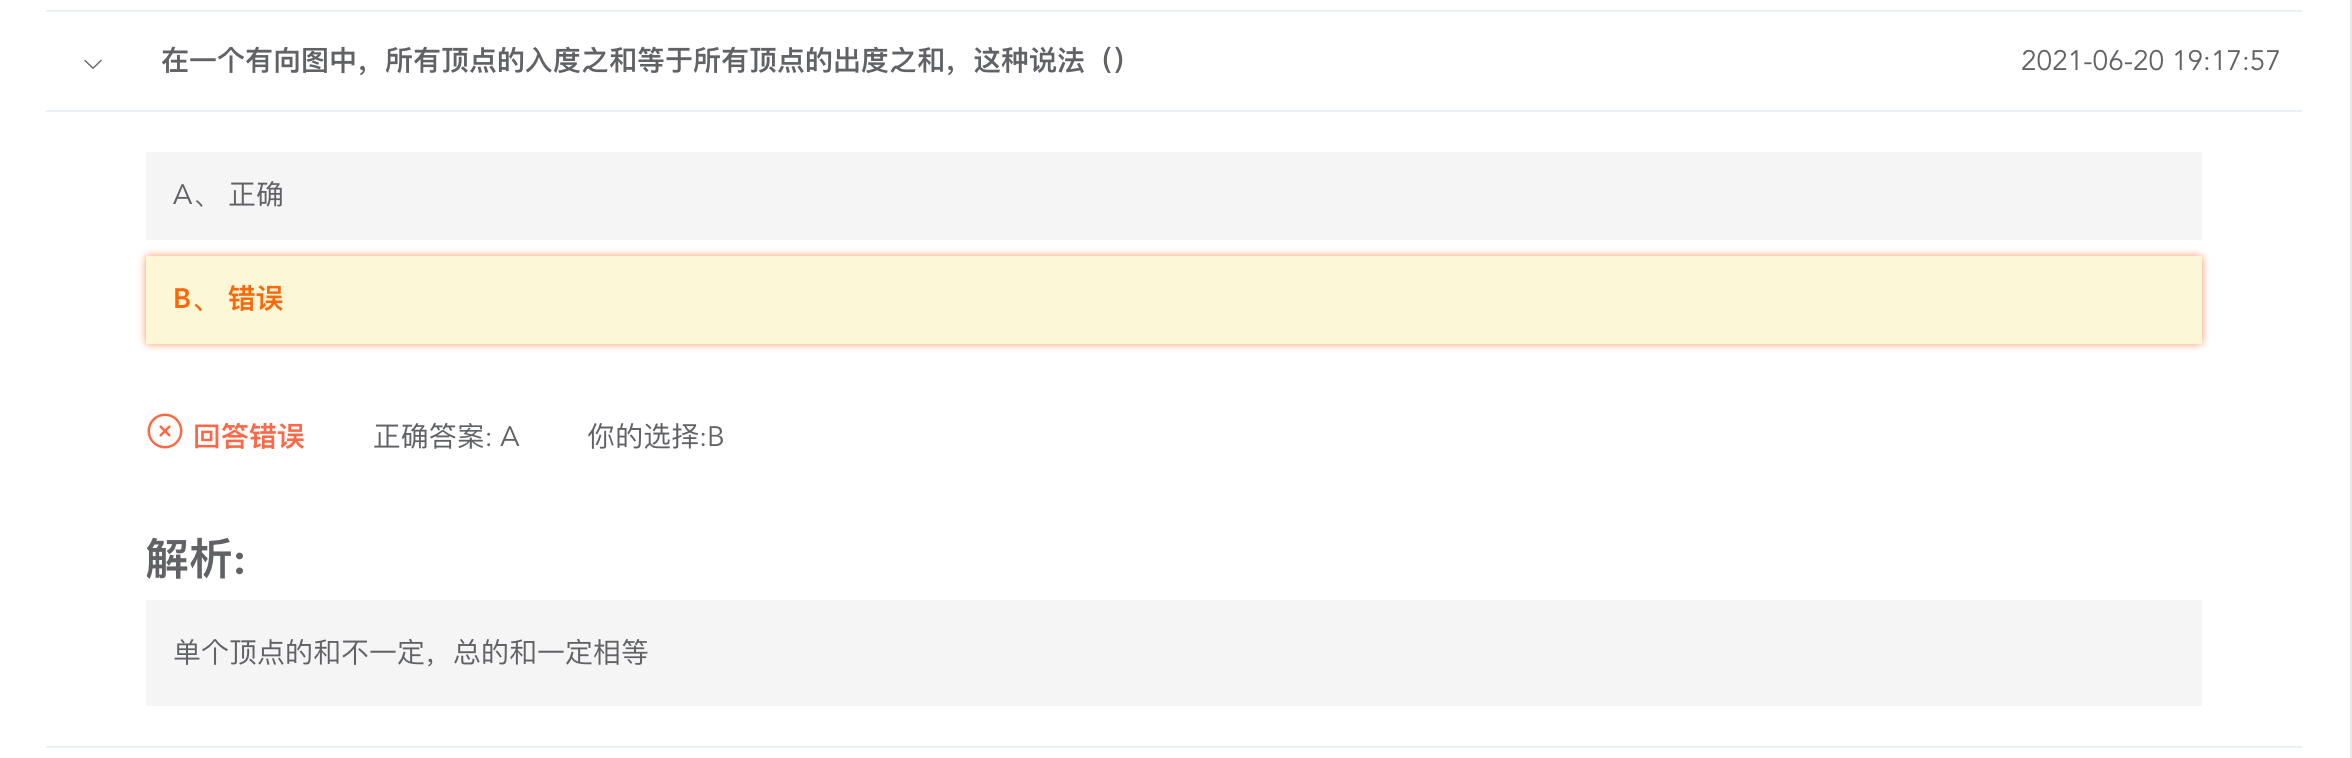 在一个有向图中，所有顶点的入度之和等于所有顶点的出度之和，这种说法（） 2021-06-20 19:17:57
A、 正确
B、 错误
回答错误 正确答案: A 你的选择:B
解析:
单个顶点的和不一定，总的和一定相等